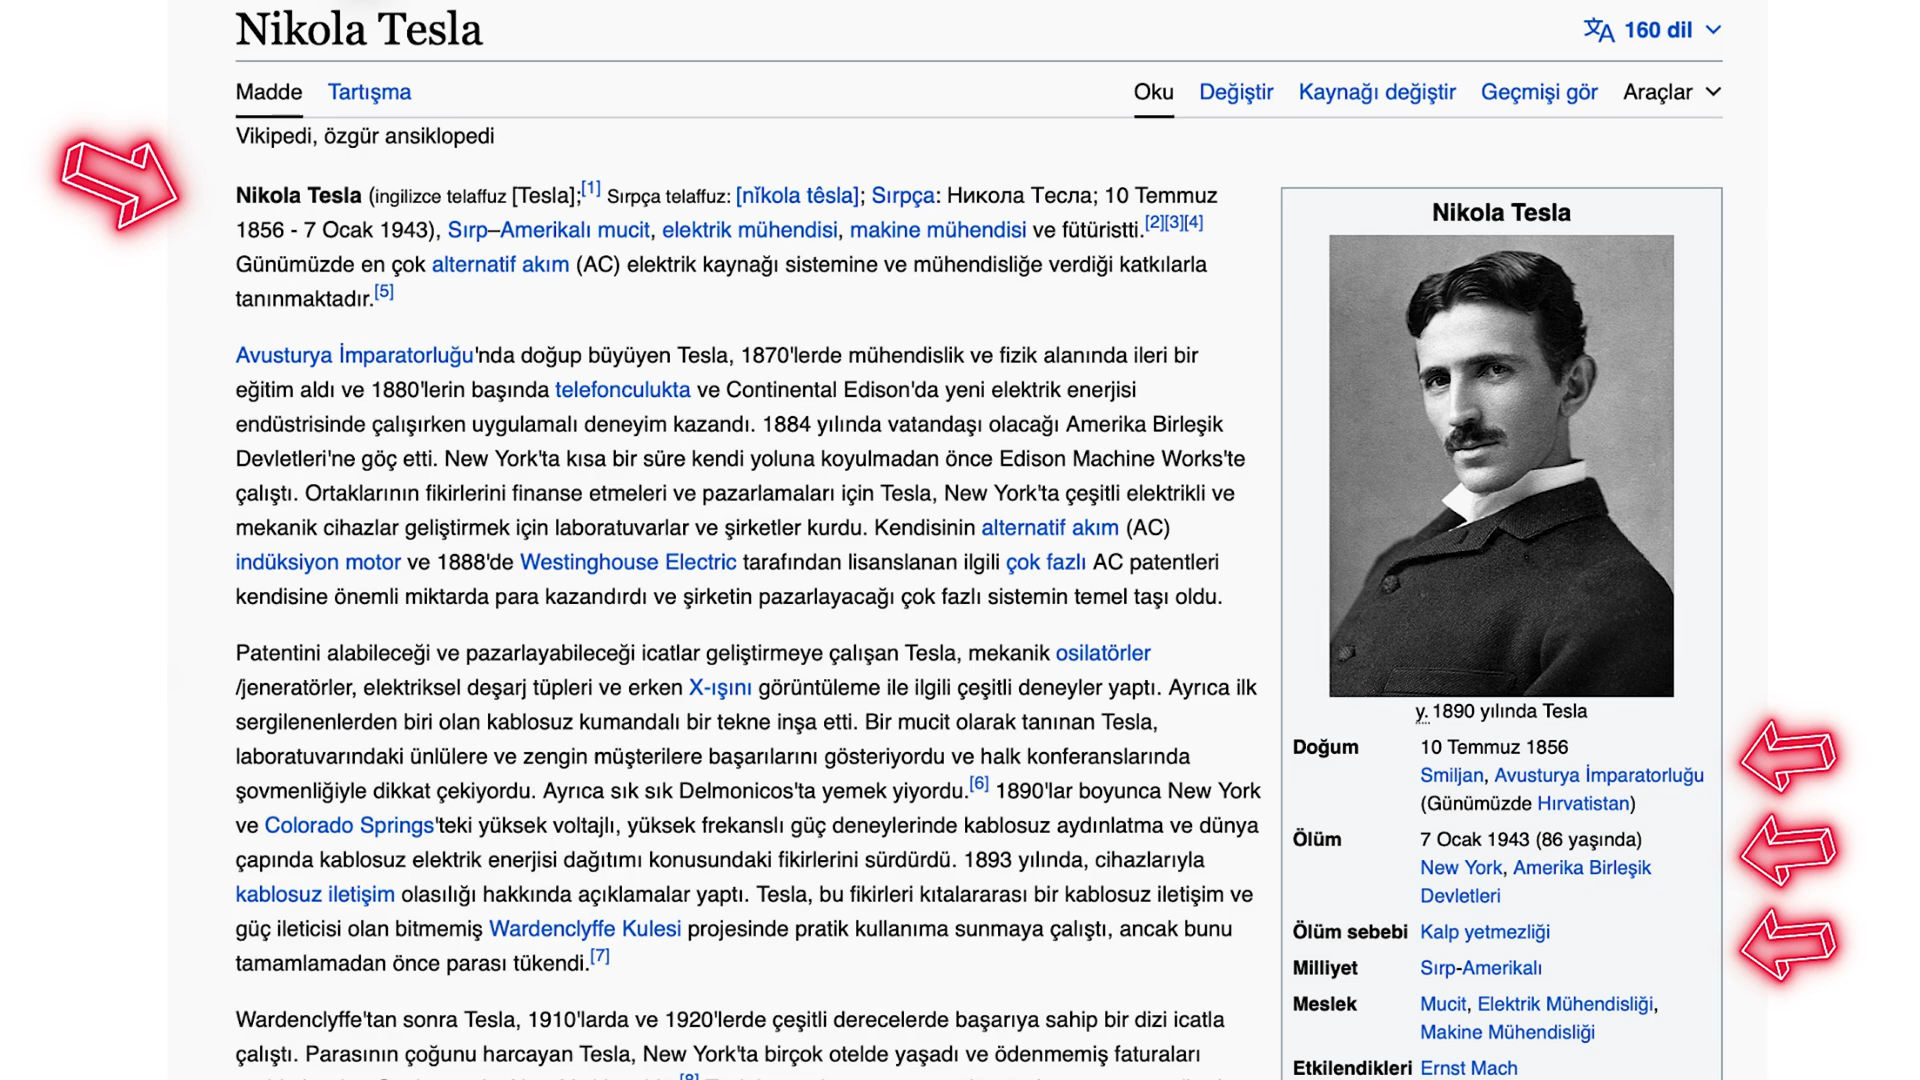 Nikola Tesla
160 dil
Madde Tartışma Oku Değiştir Kaynağı değiştir Geçmişi gör Araçlar
Vikipedi, özgür ansiklopedi
Nikola Tesla (ingilizce telaffuz [Tesla];[1] Sırpça telaffuz: [nǐkola têsla]; Sırpça: Никола Тесла; 10 Temmuz
1856 - 7 Ocak 1943), Sırp–Amerikalı mucit, elektrik mühendisi, makine mühendisi ve fütüristti.[2][3][4]
Günümüzde en çok alternatif akım (AC) elektrik kaynağı sistemine ve mühendisliğe verdiği katkılarla
tanınmaktadır.[5]
Avusturya İmparatorluğu'nda doğup büyüyen Tesla, 1870'lerde mühendislik ve fizik alanında ileri bir
eğitim aldı ve 1880'lerin başında telefonculukta ve Continental Edison'da yeni elektrik enerjisi
endüstrisinde çalışırken uygulamalı deneyim kazandı. 1884 yılında vatandaşı olacağı Amerika Birleşik
Devletleri'ne göç etti. New York'ta kısa bir süre kendi yoluna koyulmadan önce Edison Machine Works'te
çalıştı. Ortaklarının fikirlerini finanse etmeleri ve pazarlamaları için Tesla, New York'ta çeşitli elektrikli ve
mekanik cihazlar geliştirmek için laboratuvarlar ve şirketler kurdu. Kendisinin alternatif akım (AC)
indüksiyon motor ve 1888'de Westinghouse Electric tarafından lisanslanan ilgili çok fazlı AC patentleri
kendisine önemli miktarda para kazandırdı ve şirketin pazarlayacağı çok fazlı sistemin temel taşı oldu.
Patentini alabileceği ve pazarlayabileceği icatlar geliştirmeye çalışan Tesla, mekanik osilatörler
/jeneratörler, elektriksel deşarj tüpleri ve erken X-ışını görüntüleme ile ilgili çeşitli deneyler yaptı. Ayrıca ilk
sergilenenlerden biri olan kablosuz kumandalı bir tekne inşa etti. Bir mucit olarak tanınan Tesla,
laboratuvarındaki ünlülere ve zengin müşterilere başarılarını gösteriyordu ve halk konferanslarında
şovmenliğiyle dikkat çekiyordu. Ayrıca sık sık Delmonicos'ta yemek yiyordu.[6] 1890'lar boyunca New York
ve Colorado Springs'teki yüksek voltajlı, yüksek frekanslı güç deneylerinde kablosuz aydınlatma ve dünya
çapında kablosuz elektrik enerjisi dağıtımı konusundaki fikirlerini sürdürdü. 1893 yılında, cihazlarıyla
kablosuz iletişim olasılığı hakkında açıklamalar yaptı. Tesla, bu fikirleri kıtalararası bir kablosuz iletişim ve
güç ileticisi olan bitmemiş Wardenclyffe Kulesi projesinde pratik kullanıma sunmaya çalıştı, ancak bunu
tamamlamadan önce parası tükendi.[7]
Wardenclyffe'tan sonra Tesla, 1910'larda ve 1920'lerde çeşitli derecelerde başarıya sahip bir dizi icatla
çalıştı. Parasının çoğunu harcayan Tesla, New York'ta birçok otelde yaşadı ve ödenmemiş faturaları
Nikola Tesla
y. 1890 yılında Tesla
Doğum 10 Temmuz 1856
Smiljan, Avusturya İmparatorluğu
(Günümüzde Hırvatistan)
Ölüm 7 Ocak 1943 (86 yaşında)
New York, Amerika Birleşik
Devletleri
Ölüm sebebi Kalp yetmezliği
Milliyet Sırp-Amerikalı
Meslek Mucit, Elektrik Mühendisliği,
Makine Mühendisliği
Etkilendikleri Ernst Mach